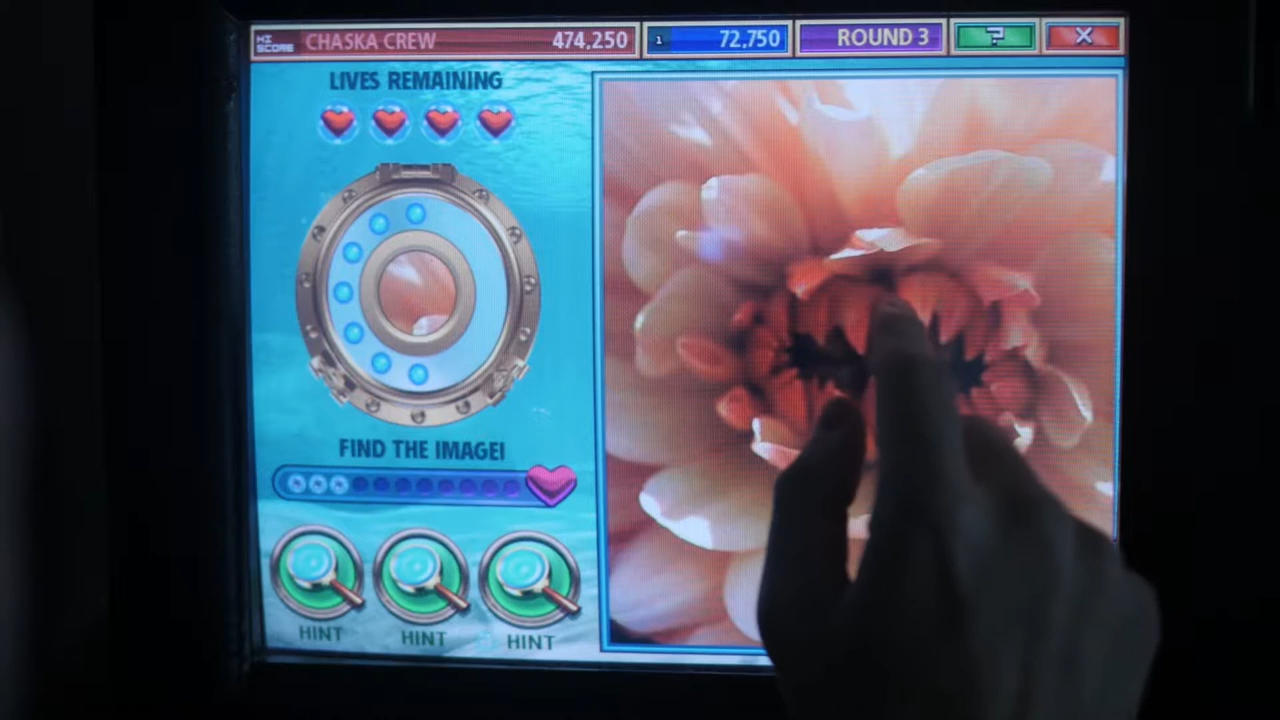 HI SCORE CHASKA CREW 474,250 1 72,750 ROUND 3 ? X
LIVES REMAINING
FIND THE IMAGE!
HINT HINT HINT